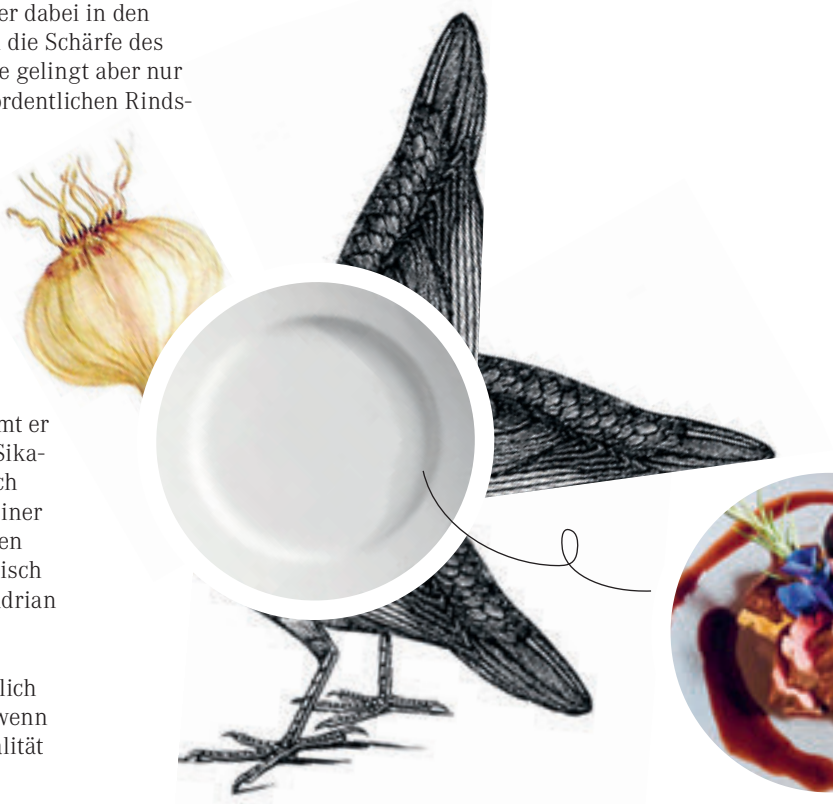 er dabei in den
die Schärfe des
e gelingt aber nur
ordentlichen Rinds-
mt er
Sika-
ch
iner
en
isch
drian
lich
wenn
lität